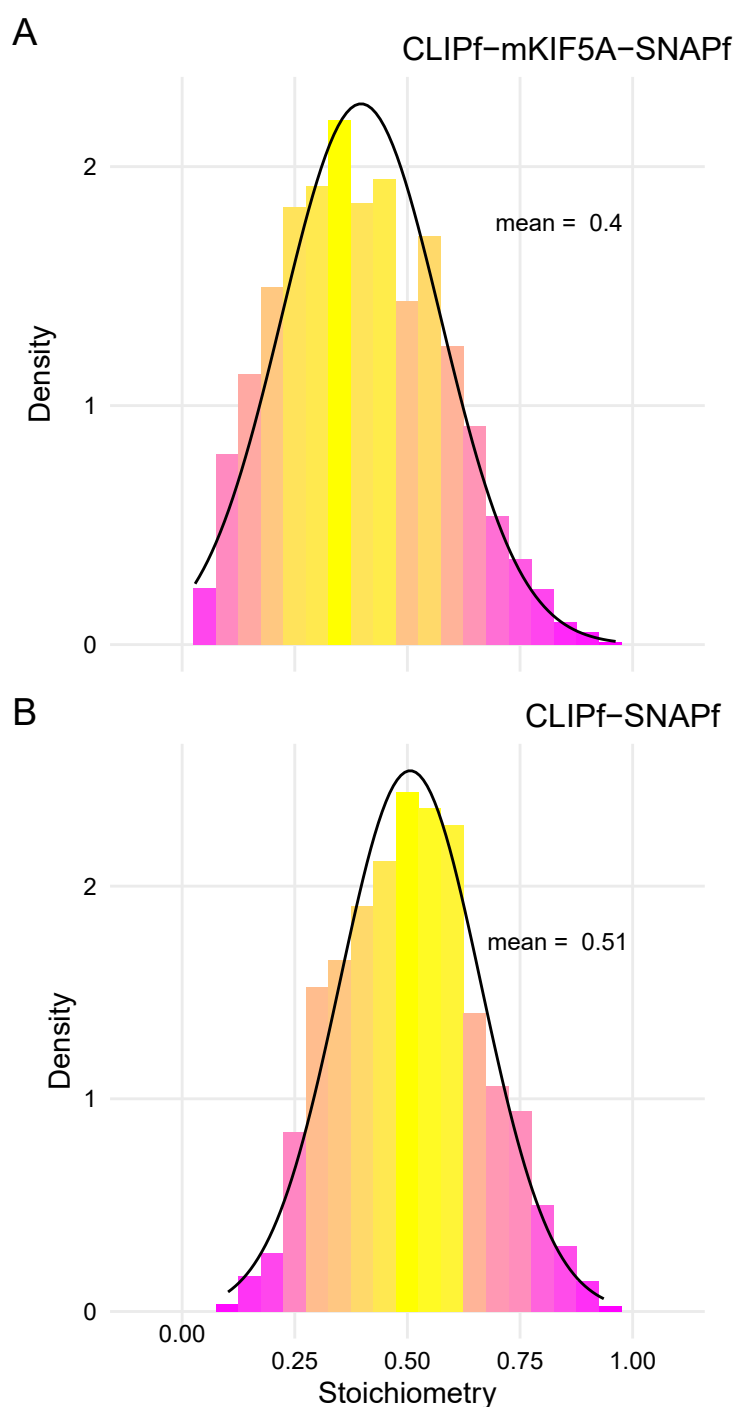 A
CLIPf−mKIF5A−SNAPf
2
mean = 0.4
Density
1
0
B
CLIPf−SNAPf
2
mean = 0.51
Density
1
0
0.00
0.25 0.50 0.75 1.00
Stoichiometry